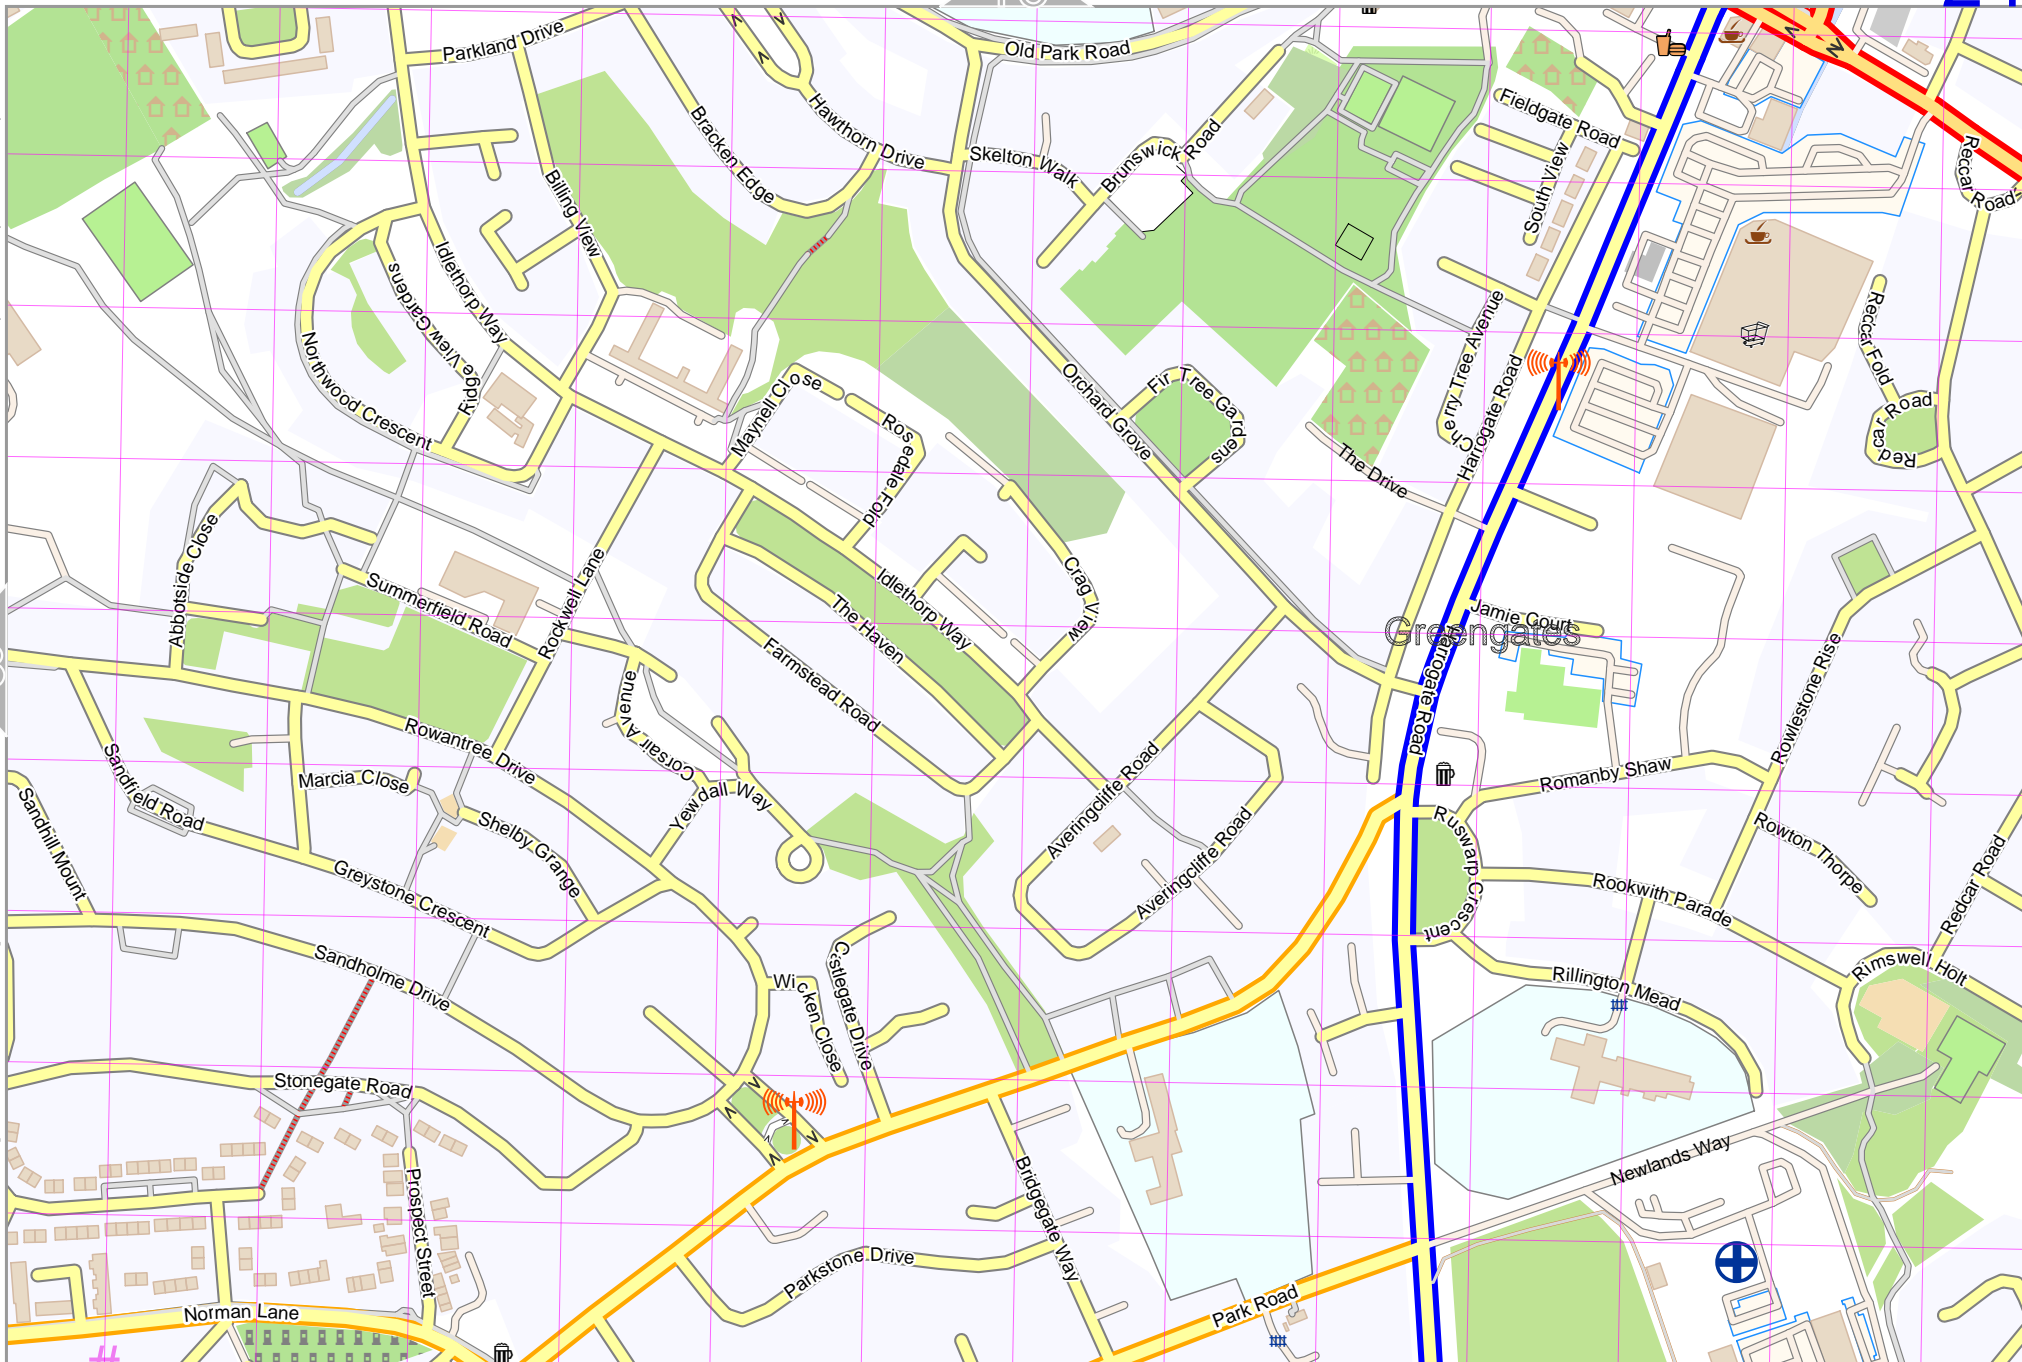 Parkland Drive
Old Park Road
Hawthorn Drive
Bracken Edge
Skelton Walk
Brunswick Road
Fieldgate Road
South View
Reccar Road
Billing View
Idlethorp Way
Ridge View Gardens
Northwood Crescent
Maynell Close
Rosedale Fold
Orchard Grove
Fir Tree Gardens
Cherry Tree Avenue
Harrogate Road
The Drive
Reccar Fold
Redcar Road
Abbotside Close
Summerfield Road
Rockwell Lane
Idlethorp Way
The Haven
Crag View
Farmstead Road
Jamie Court
Greengates
Harrogate Road
Rowlestone Rise
Corsair Avenue
Rowantree Drive
Marcia Close
Sandfield Road
Sandhill Mount
Shelby Grange
Yewdall Way
Averingcliffe Road
Averingcliffe Road
Romanby Shaw
Ruswarp Crescent
Rowton Thorpe
Rookwith Parade
Redcar Road
Greystone Crescent
Sandholme Drive
Wicken Close
Castlegate Drive
Rillington Mead
Rimswell Holt
Stonegate Road
Prospect Street
Newlands Way
Bridgegate Way
Parkstone Drive
Park Road
Norman Lane